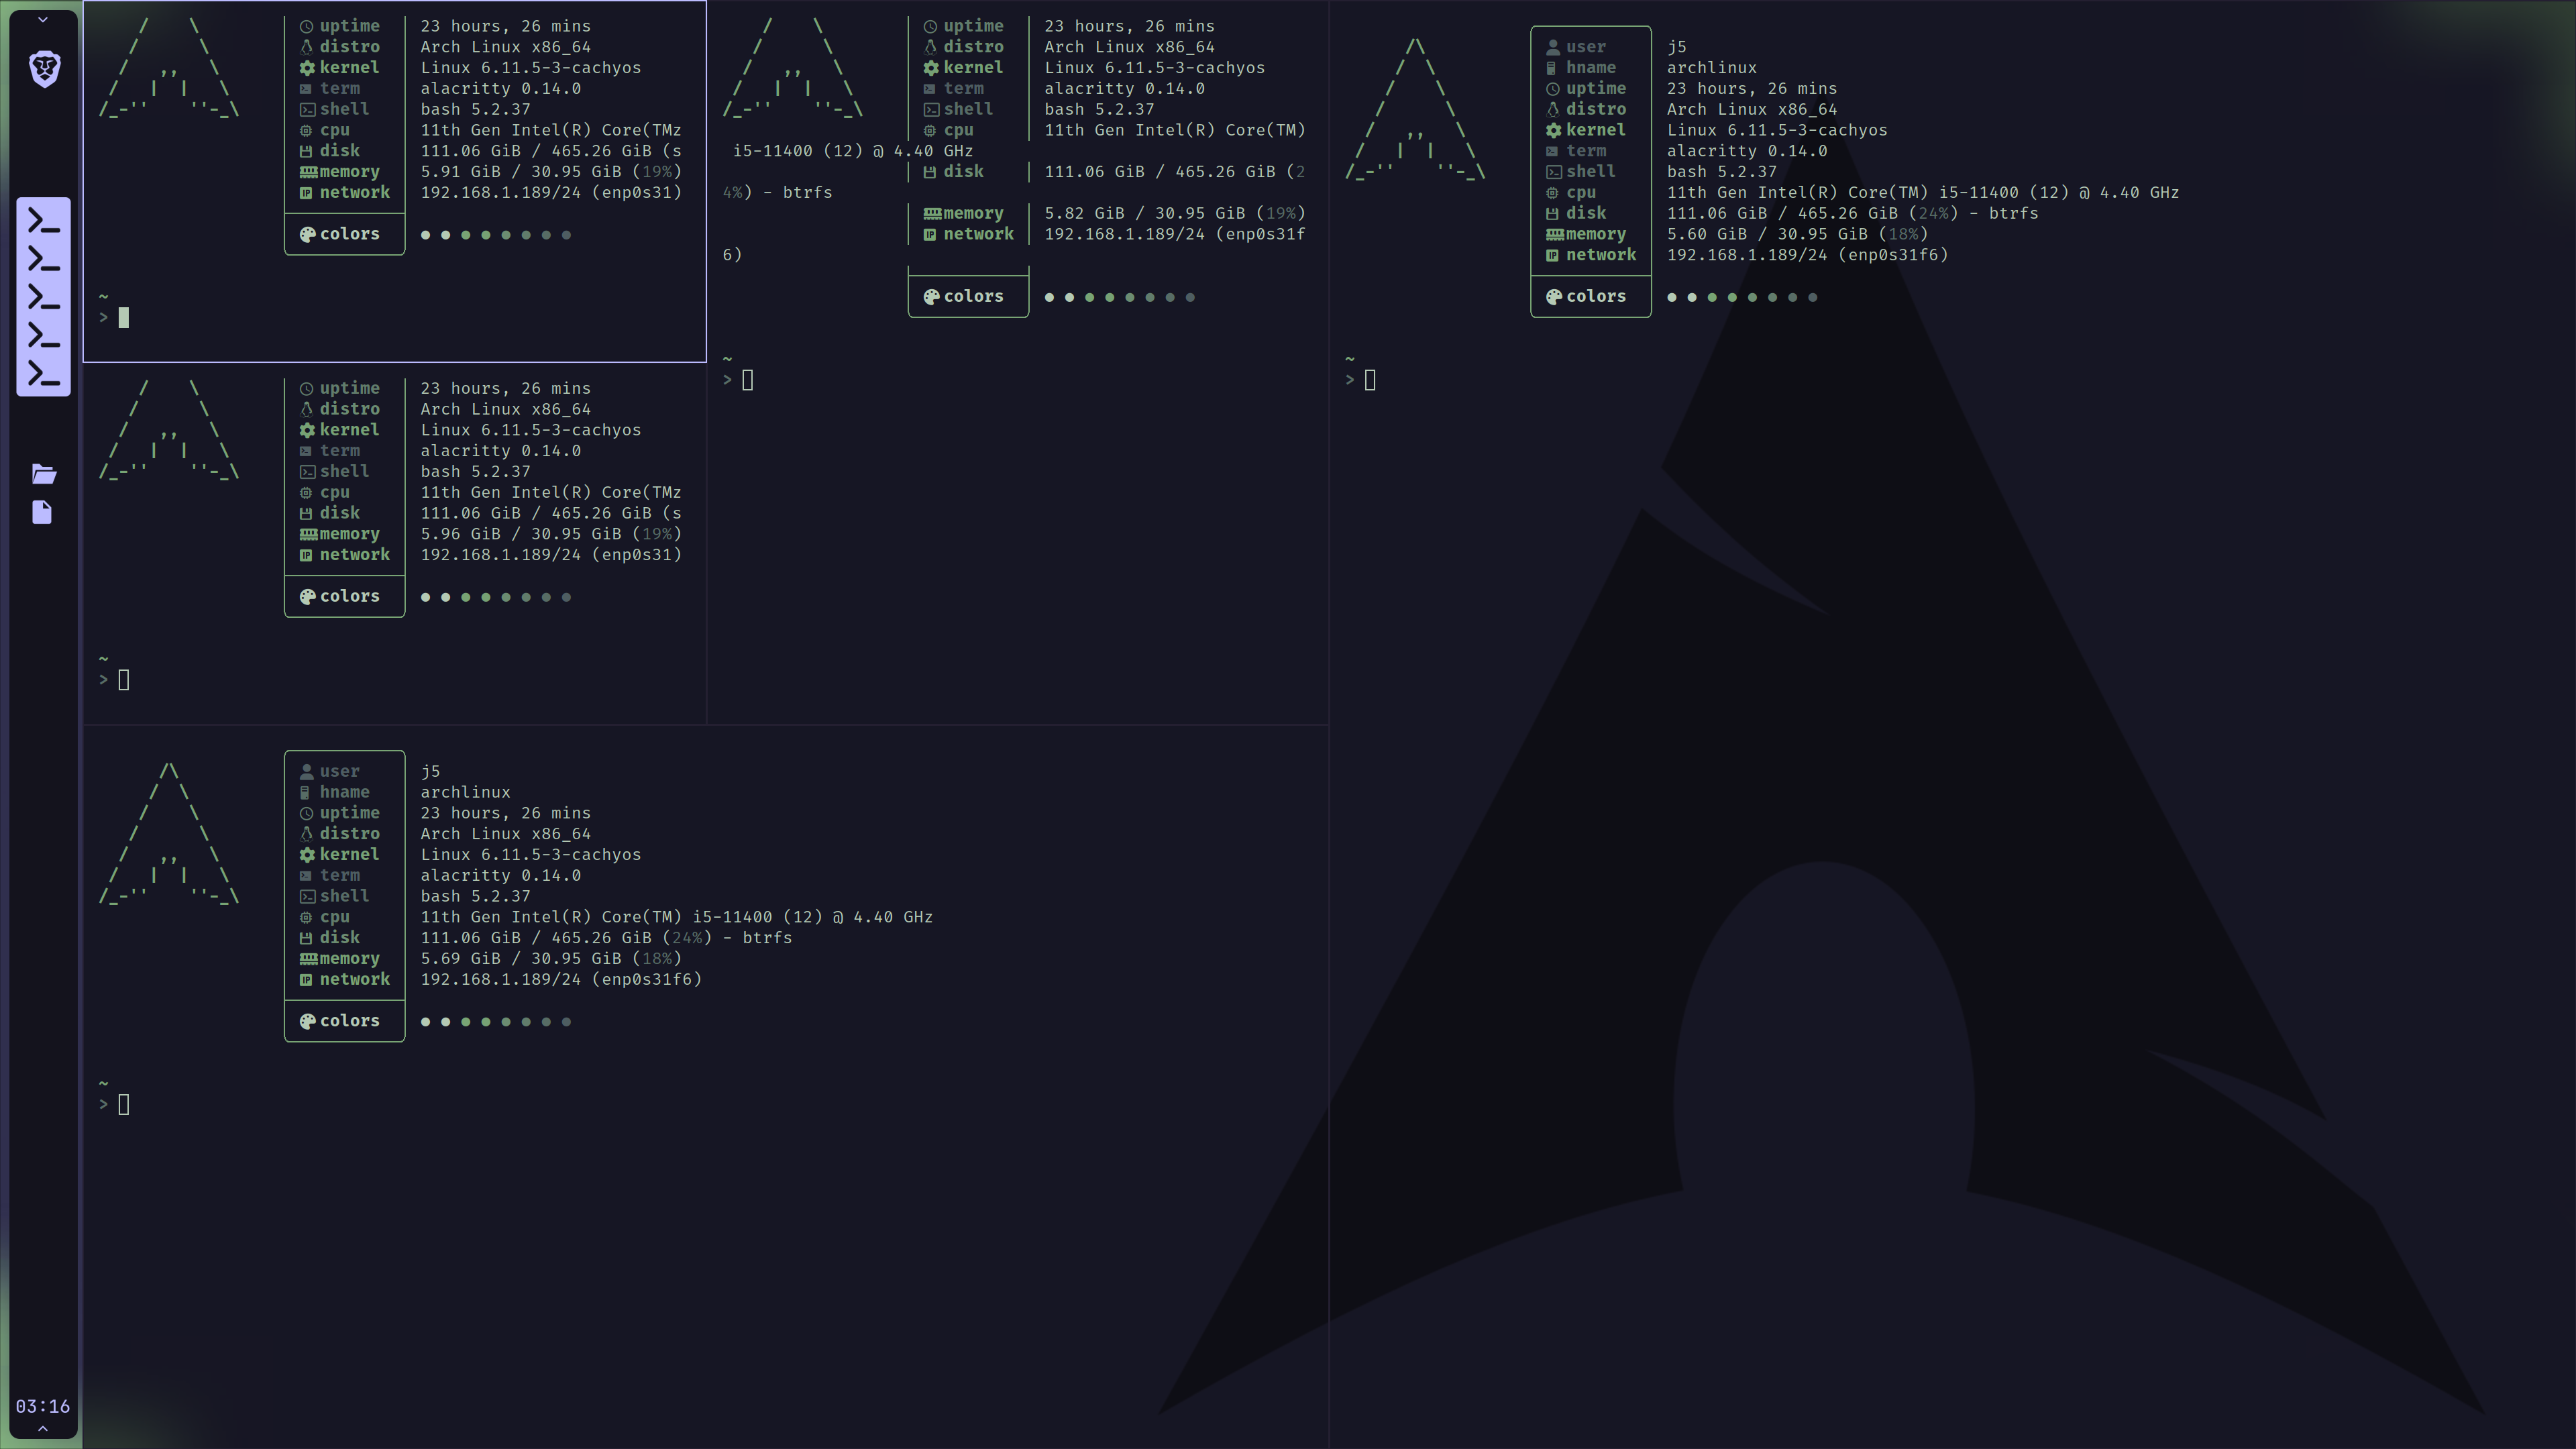 uptime 23 hours, 26 mins
distro Arch Linux x86_64
kernel Linux 6.11.5-3-cachyos
term alacritty 0.14.0
shell bash 5.2.37
cpu 11th Gen Intel(R) Core(TMz
disk 111.06 GiB / 465.26 GiB (s
memory 5.91 GiB / 30.95 GiB (19%)
network 192.168.1.189/24 (enp0s31)
colors
~
>
uptime 23 hours, 26 mins
distro Arch Linux x86_64
kernel Linux 6.11.5-3-cachyos
term alacritty 0.14.0
shell bash 5.2.37
cpu 11th Gen Intel(R) Core(TM)
i5-11400 (12) @ 4.40 GHz
disk 111.06 GiB / 465.26 GiB (2
4%) - btrfs
memory 5.82 GiB / 30.95 GiB (19%)
network 192.168.1.189/24 (enp0s31f
6)
colors
~
>
user j5
hname archlinux
uptime 23 hours, 26 mins
distro Arch Linux x86_64
kernel Linux 6.11.5-3-cachyos
term alacritty 0.14.0
shell bash 5.2.37
cpu 11th Gen Intel(R) Core(TM) i5-11400 (12) @ 4.40 GHz
disk 111.06 GiB / 465.26 GiB (24%) - btrfs
memory 5.60 GiB / 30.95 GiB (18%)
network 192.168.1.189/24 (enp0s31f6)
colors
~
>
uptime 23 hours, 26 mins
distro Arch Linux x86_64
kernel Linux 6.11.5-3-cachyos
term alacritty 0.14.0
shell bash 5.2.37
cpu 11th Gen Intel(R) Core(TMz
disk 111.06 GiB / 465.26 GiB (s
memory 5.96 GiB / 30.95 GiB (19%)
network 192.168.1.189/24 (enp0s31)
colors
~
>
user j5
hname archlinux
uptime 23 hours, 26 mins
distro Arch Linux x86_64
kernel Linux 6.11.5-3-cachyos
term alacritty 0.14.0
shell bash 5.2.37
cpu 11th Gen Intel(R) Core(TM) i5-11400 (12) @ 4.40 GHz
disk 111.06 GiB / 465.26 GiB (24%) - btrfs
memory 5.69 GiB / 30.95 GiB (18%)
network 192.168.1.189/24 (enp0s31f6)
colors
~
>
03:16